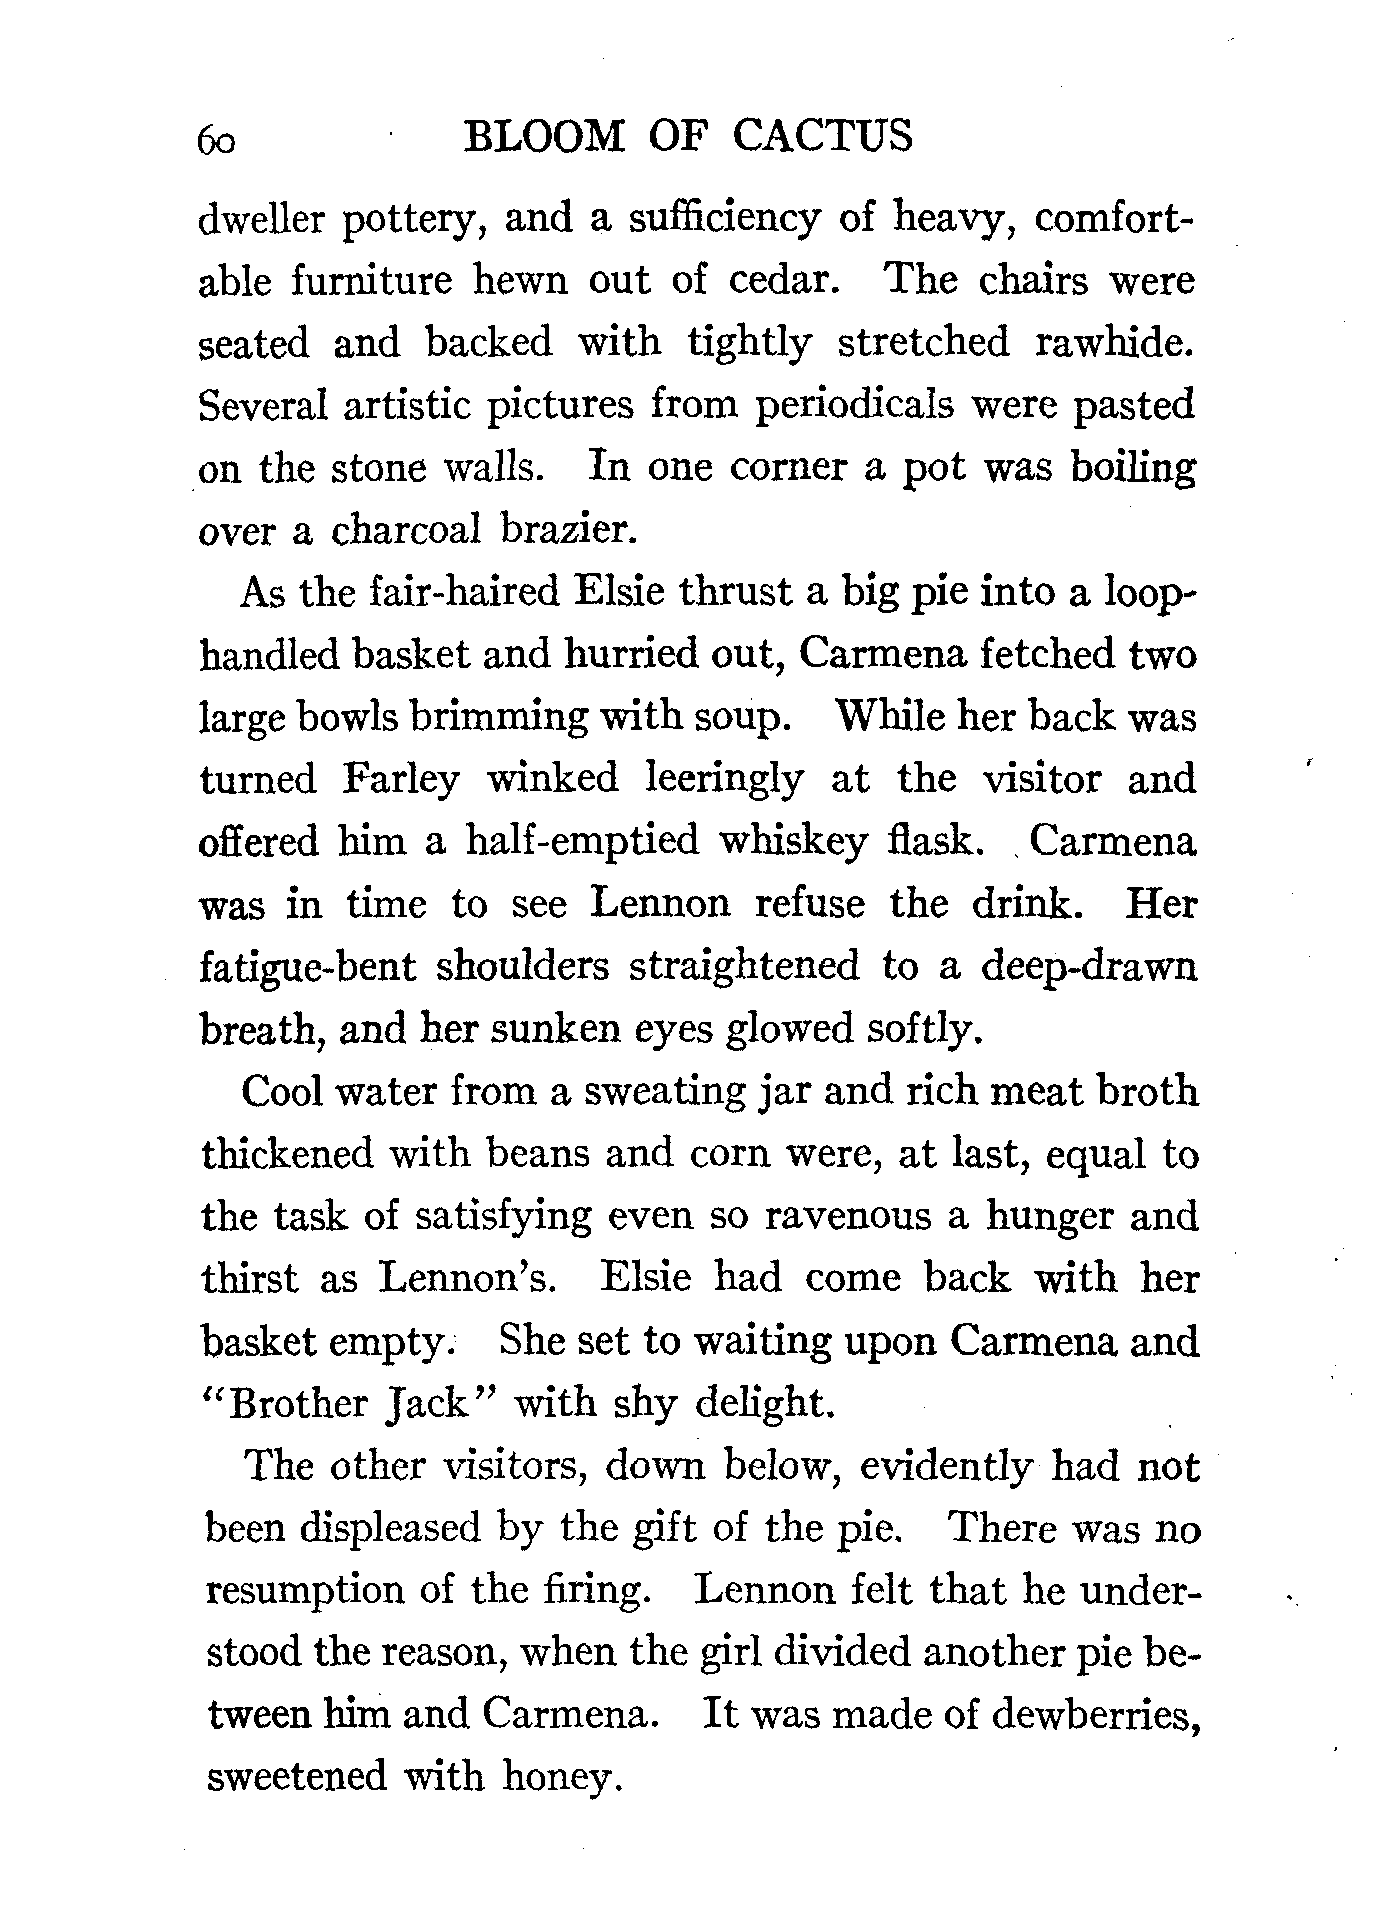 60 BLOOM OF CACTUS
dweller pottery, and a sufficiency of heavy, comfort-
able furniture hewn out of cedar. The chairs were
seated and backed with tightly stretched rawhide.
Several artistic pictures from periodicals were pasted
on the stone walls. In one corner a pot was boiling
over a charcoal brazier.
As the fair-haired Elsie thrust a big pie into a loop-
handled basket and hurried out, Carmena fetched two
large bowls brimming with soup. While her back was
turned Farley winked leeringly at the visitor and
offered him a half-emptied whiskey flask. Carmena
was in time to see Lennon refuse the drink. Her
fatigue-bent shoulders straightened to a deep-drawn
breath, and her sunken eyes glowed softly.
Cool water from a sweating jar and rich meat broth
thickened with beans and corn were, at last, equal to
the task of satisfying even so ravenous a hunger and
thirst as Lennon's. Elsie had come back with her
basket empty. She set to waiting upon Carmena and
"Brother Jack" with shy delight.
The other visitors, down below, evidently had not
been displeased by the gift of the pie. There was no
resumption of the firing. Lennon felt that he under-
stood the reason, when the girl divided another pie be-
tween him and Carmena. It was made of dewberries,
sweetened with honey.